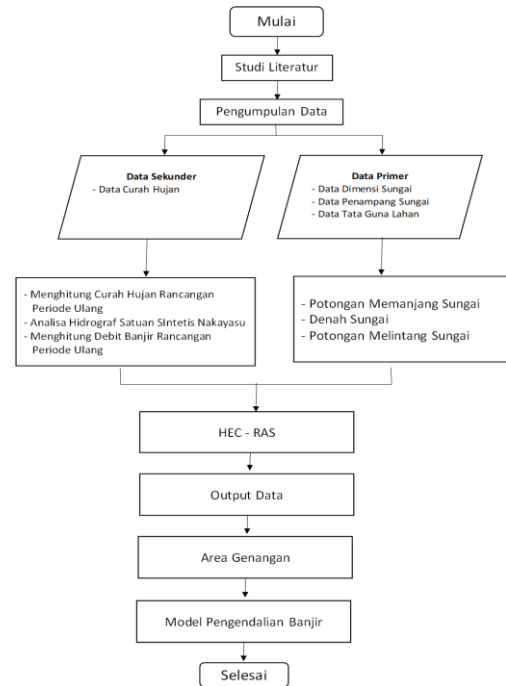 Mulai
Studi Literatur
Pengumpulan Data
Data Sekunder
- Data Curah Hujan
Data Primer
- Data Dimensi Sungai
- Data Penampang Sungai
- Data Tata Guna Lahan
- Menghitung Curah Hujan Rancangan
Periode Ulang
- Analisa Hidrograf Satuan SIntetis Nakayasu
- Menghitung Debit Banjir Rancangan
Periode Ulang
- Potongan Memanjang Sungai
- Denah Sungai
- Potongan Melintang Sungai
HEC - RAS
Output Data
Area Genangan
Model Pengendalian Banjir
Selesai